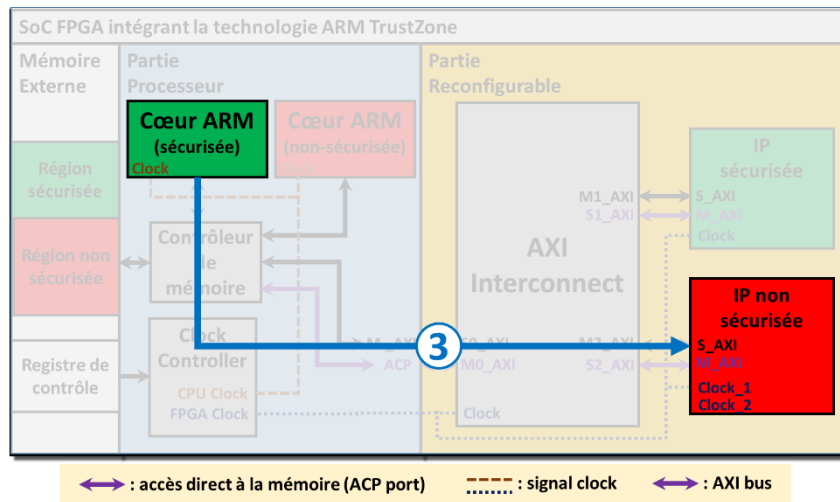 SoC FPGA intégrant la technologie ARM TrustZone
Mémoire
Externe
Partie
Processeur
Partie
Reconfigurable
Cœur ARM
(sécurisée)
Clock
Cœur ARM
(non-sécurisée)
Région
sécurisée
Région non
sécurisée
Registre de
contrôle
Contrôleur
de
mémoire
Clock
Controller
CPU Clock
FPGA Clock
M_AXI
ACP
3
S0_AXI
M0_AXI
Clock
AXI
Interconnect
M1_AXI
S1_AXI
M2_AXI
S2_AXI
IP
sécurisée
S_AXI
M_AXI
Clock
IP non
sécurisée
S_AXI
M_AXI
Clock_1
Clock_2
: accès direct à la mémoire (ACP port)
: signal clock
: AXI bus